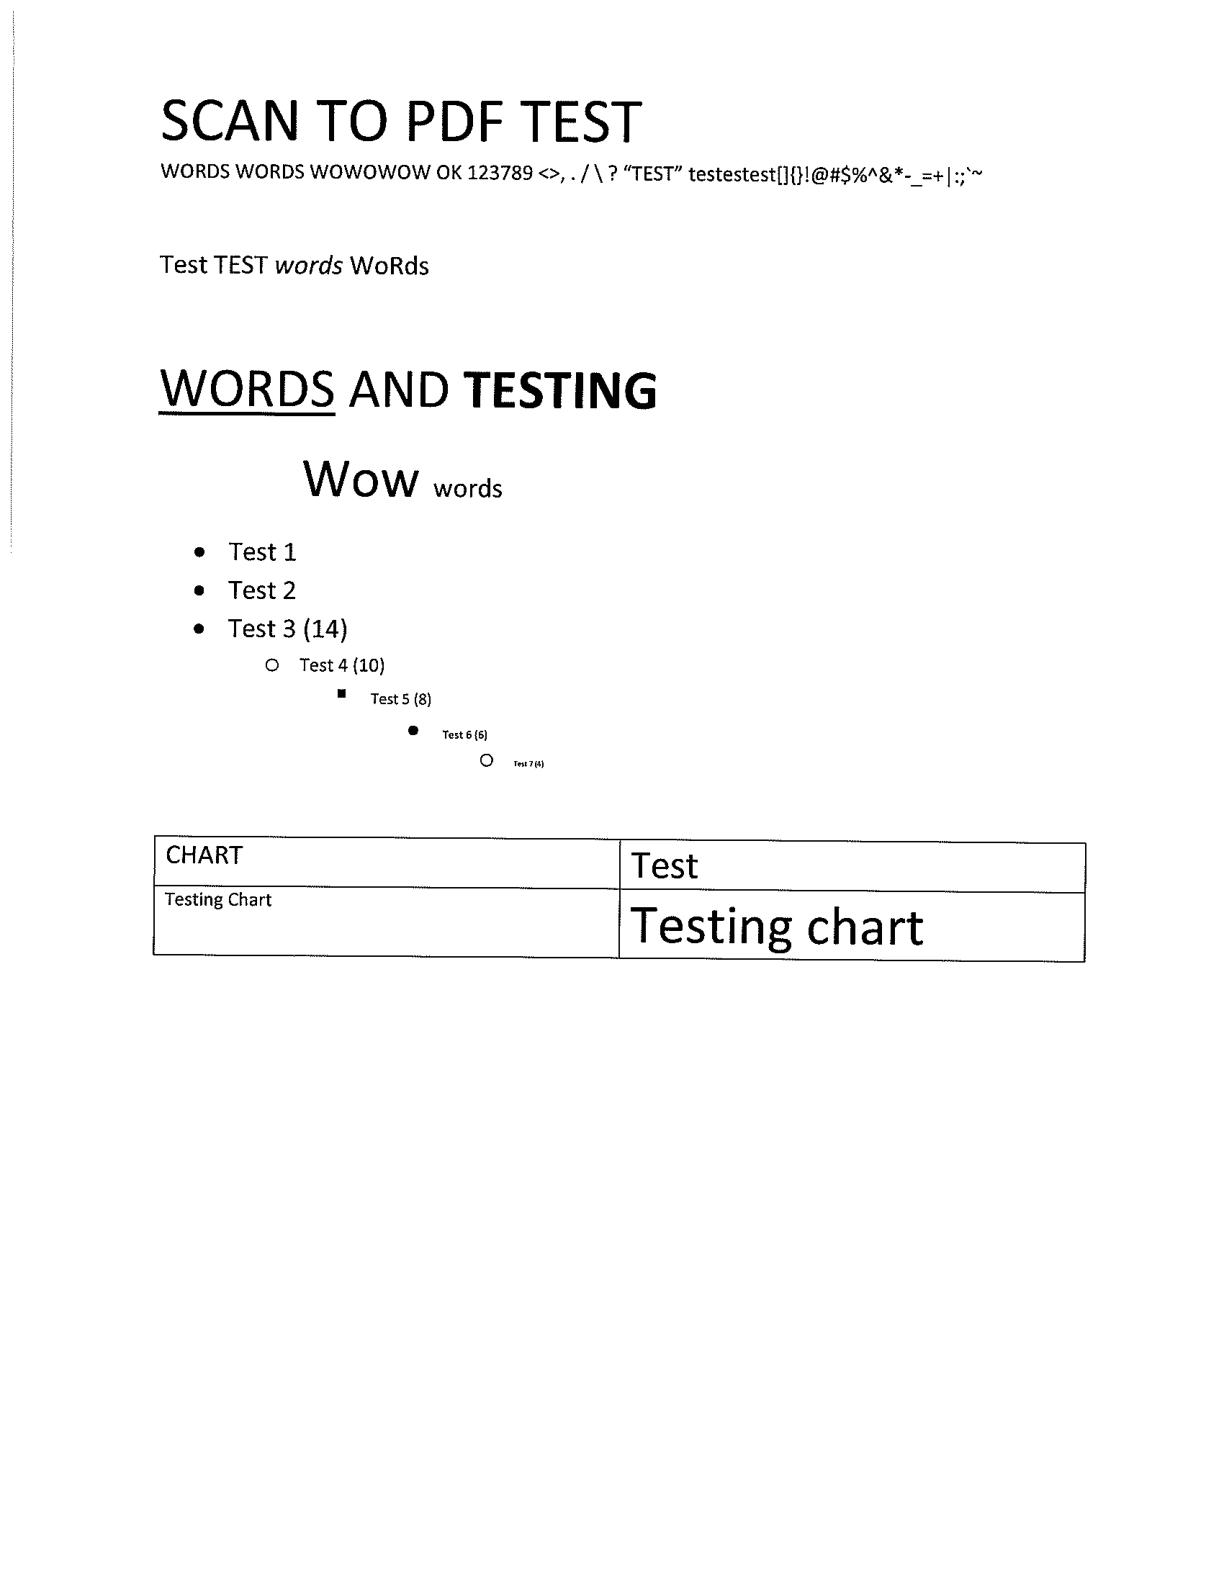 SCAN TO PDF TEST
WORDS WORDS WOWOWOW OK 123789 <>, . / \ ? “TEST” testestest[]{}!@#$%^&*-_=+|:;`~
Test TEST words WoRds
WORDS AND TESTING
Wow words
• Test 1
• Test 2
• Test 3 (14)
○ Test 4 (10)
▪ Test 5 (8)
• Test 6 (6)
○ Test 7 (4)
CHART Test
Testing Chart Testing chart